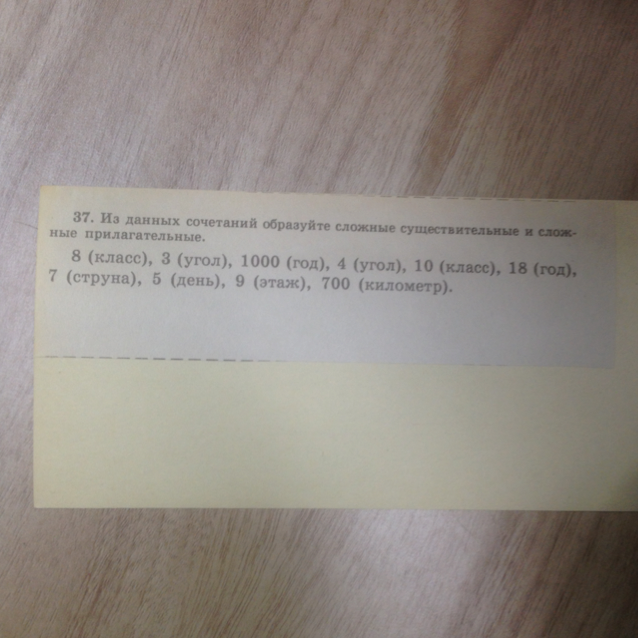 37. Из данных сочетаний образуйте сложные существительные и слож-
ные прилагательные.
8 (класс), 3 (угол), 1000 (год), 4 (угол), 10 (класс), 18 (год),
7 (струна), 5 (день), 9 (этаж), 700 (километр).